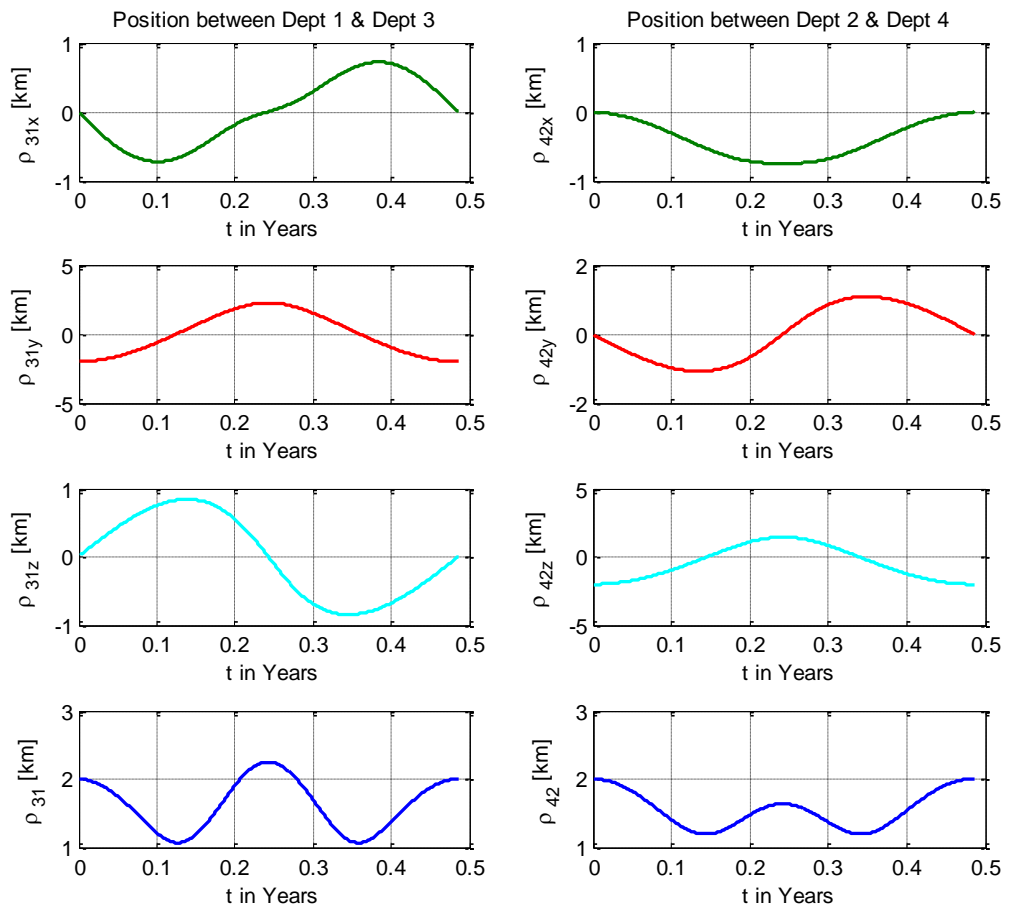 Position between Dept 1 & Dept 3
1
0
-1
ρ 31x [km]
0 0.1 0.2 0.3 0.4 0.5
t in Years
Position between Dept 2 & Dept 4
1
0
-1
ρ 42x [km]
0 0.1 0.2 0.3 0.4 0.5
t in Years
5
0
-5
ρ 31y [km]
0 0.1 0.2 0.3 0.4 0.5
t in Years
2
0
-2
ρ 42y [km]
0 0.1 0.2 0.3 0.4 0.5
t in Years
1
0
-1
ρ 31z [km]
0 0.1 0.2 0.3 0.4 0.5
t in Years
5
0
-5
ρ 42z [km]
0 0.1 0.2 0.3 0.4 0.5
t in Years
3
2
1
ρ 31 [km]
0 0.1 0.2 0.3 0.4 0.5
t in Years
3
2
1
ρ 42 [km]
0 0.1 0.2 0.3 0.4 0.5
t in Years